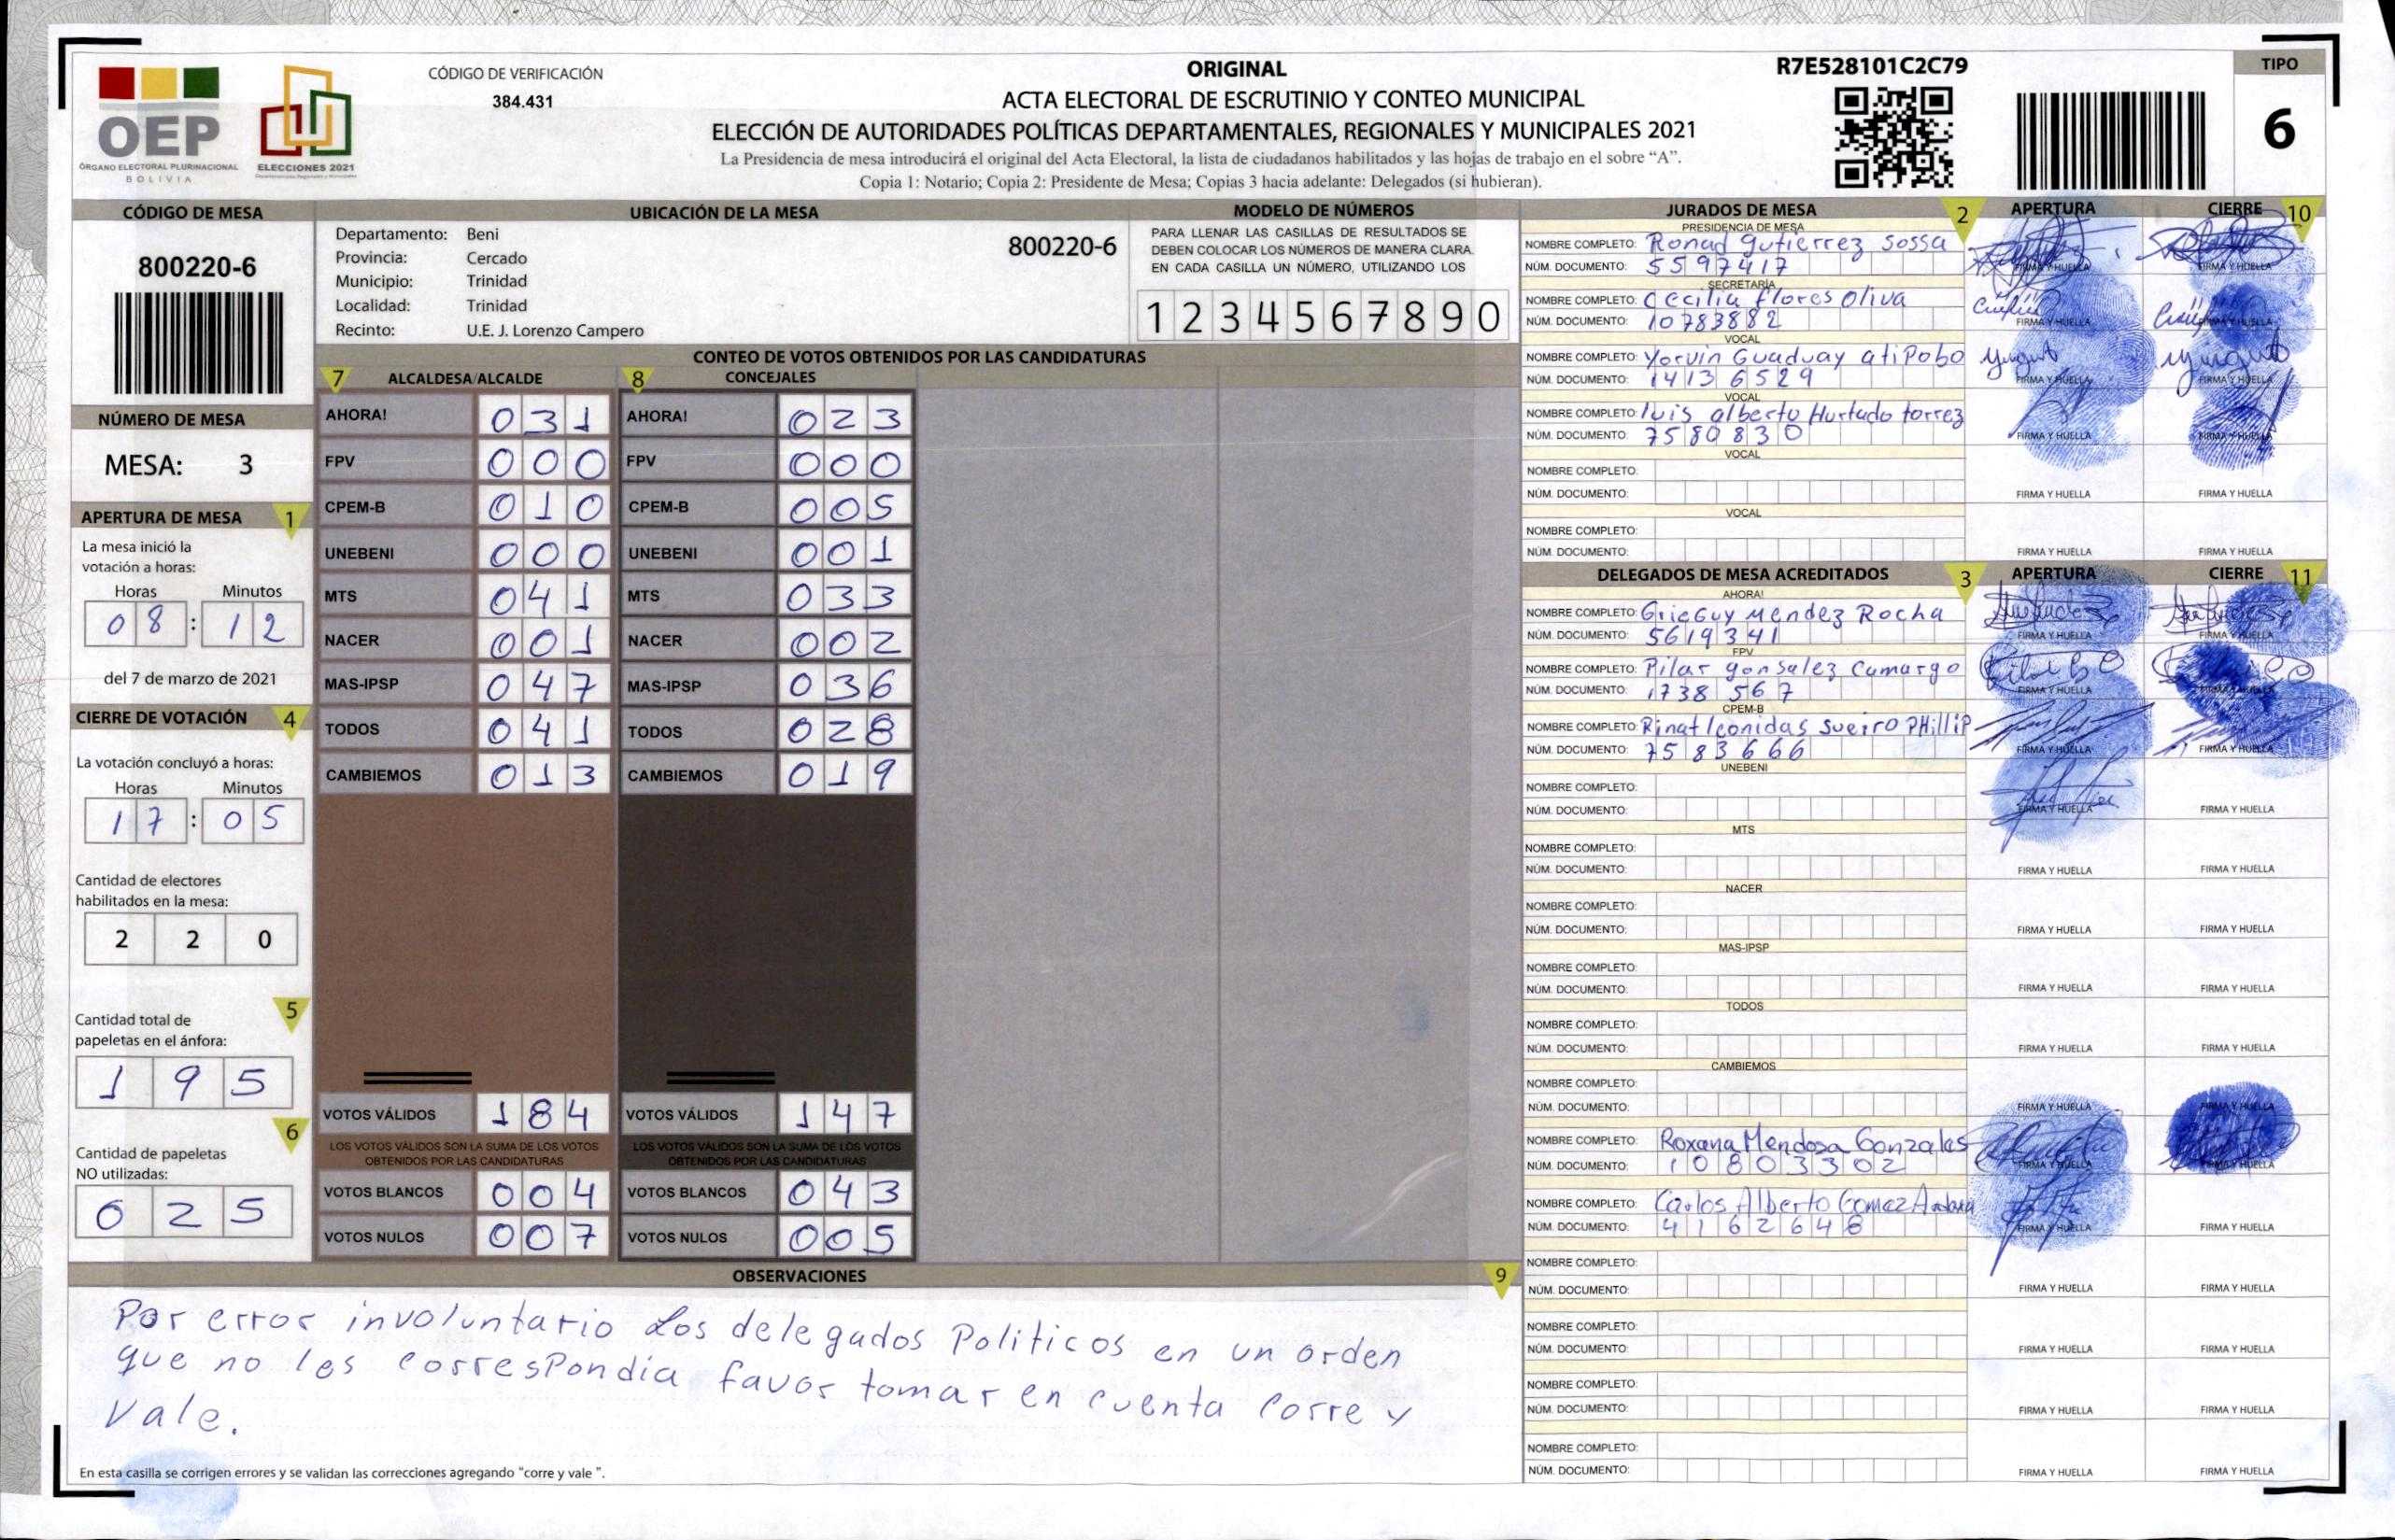 OEP
ÓRGANO ELECTORAL PLURINACIONAL
BOLIVIA
ELECCIONES 2021
CÓDIGO DE VERIFICACIÓN
384.431
ORIGINAL
ACTA ELECTORAL DE ESCRUTINIO Y CONTEO MUNICIPAL
ELECCIÓN DE AUTORIDADES POLÍTICAS DEPARTAMENTALES, REGIONALES Y MUNICIPALES 2021
La Presidencia de mesa introducirá el original del Acta Electoral, la lista de ciudadanos habilitados y las hojas de trabajo en el sobre “A”.
Copia 1: Notario; Copia 2: Presidente de Mesa; Copias 3 hacia adelante: Delegados (si hubieran).
R7E528101C2C79
TIPO
6
CÓDIGO DE MESA
800220-6
NÚMERO DE MESA
MESA: 3
APERTURA DE MESA 1
La mesa inició la
votación a horas:
Horas Minutos
08 : 12
del 7 de marzo de 2021
CIERRE DE VOTACIÓN 4
La votación concluyó a horas:
Horas Minutos
17 : 05
Cantidad de electores
habilitados en la mesa:
2 2 0
5
Cantidad total de
papeletas en el ánfora:
1 9 5
6
Cantidad de papeletas
NO utilizadas:
0 2 5
UBICACIÓN DE LA MESA
Departamento: Beni
Provincia: Cercado
Municipio: Trinidad
Localidad: Trinidad
Recinto: U.E. J. Lorenzo Campero
800220-6
MODELO DE NÚMEROS
PARA LLENAR LAS CASILLAS DE RESULTADOS SE
DEBEN COLOCAR LOS NÚMEROS DE MANERA CLARA.
EN CADA CASILLA UN NÚMERO, UTILIZANDO LOS
1 2 3 4 5 6 7 8 9 0
CONTEO DE VOTOS OBTENIDOS POR LAS CANDIDATURAS
7 ALCALDESA/ALCALDE 8 CONCEJALES
AHORA! 031 AHORA! 023
FPV 000 FPV 000
CPEM-B 010 CPEM-B 005
UNEBENI 000 UNEBENI 001
MTS 041 MTS 033
NACER 001 NACER 002
MAS-IPSP 047 MAS-IPSP 036
TODOS 041 TODOS 028
CAMBIEMOS 013 CAMBIEMOS 019
VOTOS VÁLIDOS 184 VOTOS VÁLIDOS 147
LOS VOTOS VÁLIDOS SON LA SUMA DE LOS VOTOS LOS VOTOS VÁLIDOS SON LA SUMA DE LOS VOTOS
OBTENIDOS POR LAS CANDIDATURAS OBTENIDOS POR LAS CANDIDATURAS
VOTOS BLANCOS 004 VOTOS BLANCOS 043
VOTOS NULOS 007 VOTOS NULOS 005
OBSERVACIONES 9
Por error involuntario Los delegados Politicos en un orden
que no les correspondia favor tomar en cuenta corre y
Vale.
En esta casilla se corrigen errores y se validan las correcciones agregando “corre y vale ”.
JURADOS DE MESA 2 APERTURA CIERRE 10
PRESIDENCIA DE MESA
NOMBRE COMPLETO: Ronad Gutierrez Sossa
NÚM. DOCUMENTO: 5597417 FIRMA Y HUELLA FIRMA Y HUELLA
SECRETARÍA
NOMBRE COMPLETO: Cecilia Flores Oliva
NÚM. DOCUMENTO: 10783882 FIRMA Y HUELLA FIRMA Y HUELLA
VOCAL
NOMBRE COMPLETO: Yorvin Guaduay atiPobo
NÚM. DOCUMENTO: 14136529 FIRMA Y HUELLA FIRMA Y HUELLA
VOCAL
NOMBRE COMPLETO: luis alberto Hurtado torrez
NÚM. DOCUMENTO: 7580830 FIRMA Y HUELLA FIRMA Y HUELLA
VOCAL
NOMBRE COMPLETO:
NÚM. DOCUMENTO: FIRMA Y HUELLA FIRMA Y HUELLA
VOCAL
NOMBRE COMPLETO:
NÚM. DOCUMENTO: FIRMA Y HUELLA FIRMA Y HUELLA
DELEGADOS DE MESA ACREDITADOS 3 APERTURA CIERRE 11
AHORA!
NOMBRE COMPLETO: Grieguy Mendez Rocha
NÚM. DOCUMENTO: 5619341 FIRMA Y HUELLA FIRMA Y HUELLA
FPV
NOMBRE COMPLETO: Pilar gonsalez Camargo
NÚM. DOCUMENTO: 1738567 FIRMA Y HUELLA FIRMA Y HUELLA
CPEM-B
NOMBRE COMPLETO: Rinat leonidas Sueiro PHilliP
NÚM. DOCUMENTO: 7583666 FIRMA Y HUELLA FIRMA Y HUELLA
UNEBENI
NOMBRE COMPLETO:
NÚM. DOCUMENTO: FIRMA Y HUELLA FIRMA Y HUELLA
MTS
NOMBRE COMPLETO:
NÚM. DOCUMENTO: FIRMA Y HUELLA FIRMA Y HUELLA
NACER
NOMBRE COMPLETO:
NÚM. DOCUMENTO: FIRMA Y HUELLA FIRMA Y HUELLA
MAS-IPSP
NOMBRE COMPLETO:
NÚM. DOCUMENTO: FIRMA Y HUELLA FIRMA Y HUELLA
TODOS
NOMBRE COMPLETO:
NÚM. DOCUMENTO: FIRMA Y HUELLA FIRMA Y HUELLA
CAMBIEMOS
NOMBRE COMPLETO:
NÚM. DOCUMENTO: FIRMA Y HUELLA FIRMA Y HUELLA
NOMBRE COMPLETO: Roxana Mendosa Gonzales
NÚM. DOCUMENTO: 10803302 FIRMA Y HUELLA FIRMA Y HUELLA
NOMBRE COMPLETO: Carlos Alberto Gomez
NÚM. DOCUMENTO: 4162648 FIRMA Y HUELLA FIRMA Y HUELLA
NOMBRE COMPLETO:
NÚM. DOCUMENTO: FIRMA Y HUELLA FIRMA Y HUELLA
NOMBRE COMPLETO:
NÚM. DOCUMENTO: FIRMA Y HUELLA FIRMA Y HUELLA
NOMBRE COMPLETO:
NÚM. DOCUMENTO: FIRMA Y HUELLA FIRMA Y HUELLA
NOMBRE COMPLETO:
NÚM. DOCUMENTO: FIRMA Y HUELLA FIRMA Y HUELLA